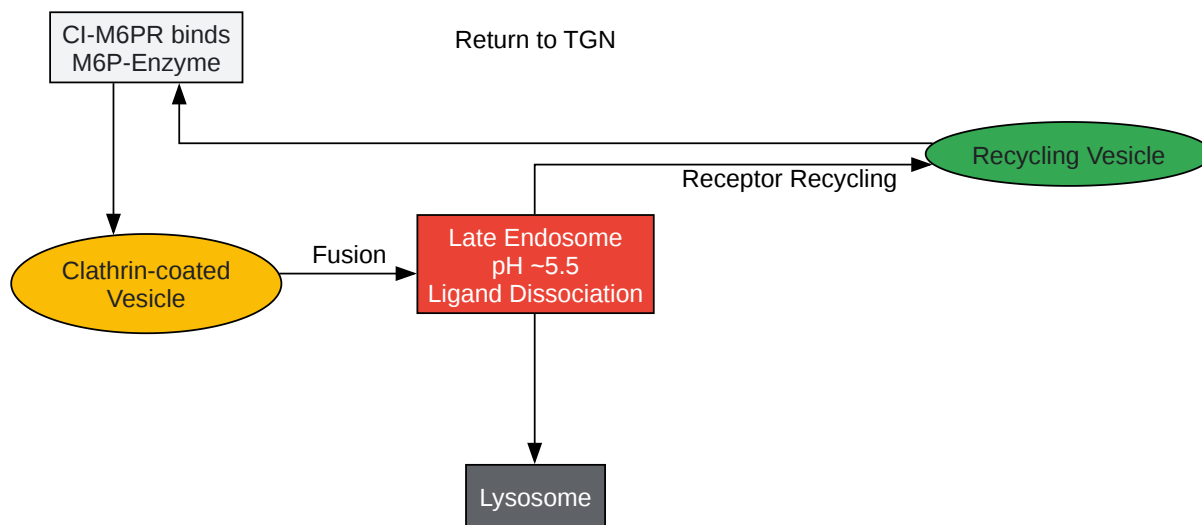 CI-M6PR binds
M6P-Enzyme
Return to TGN
Recycling Vesicle
Receptor Recycling
Late Endosome
pH ~5.5
Ligand Dissociation
Fusion
Clathrin-coated
Vesicle
Lysosome